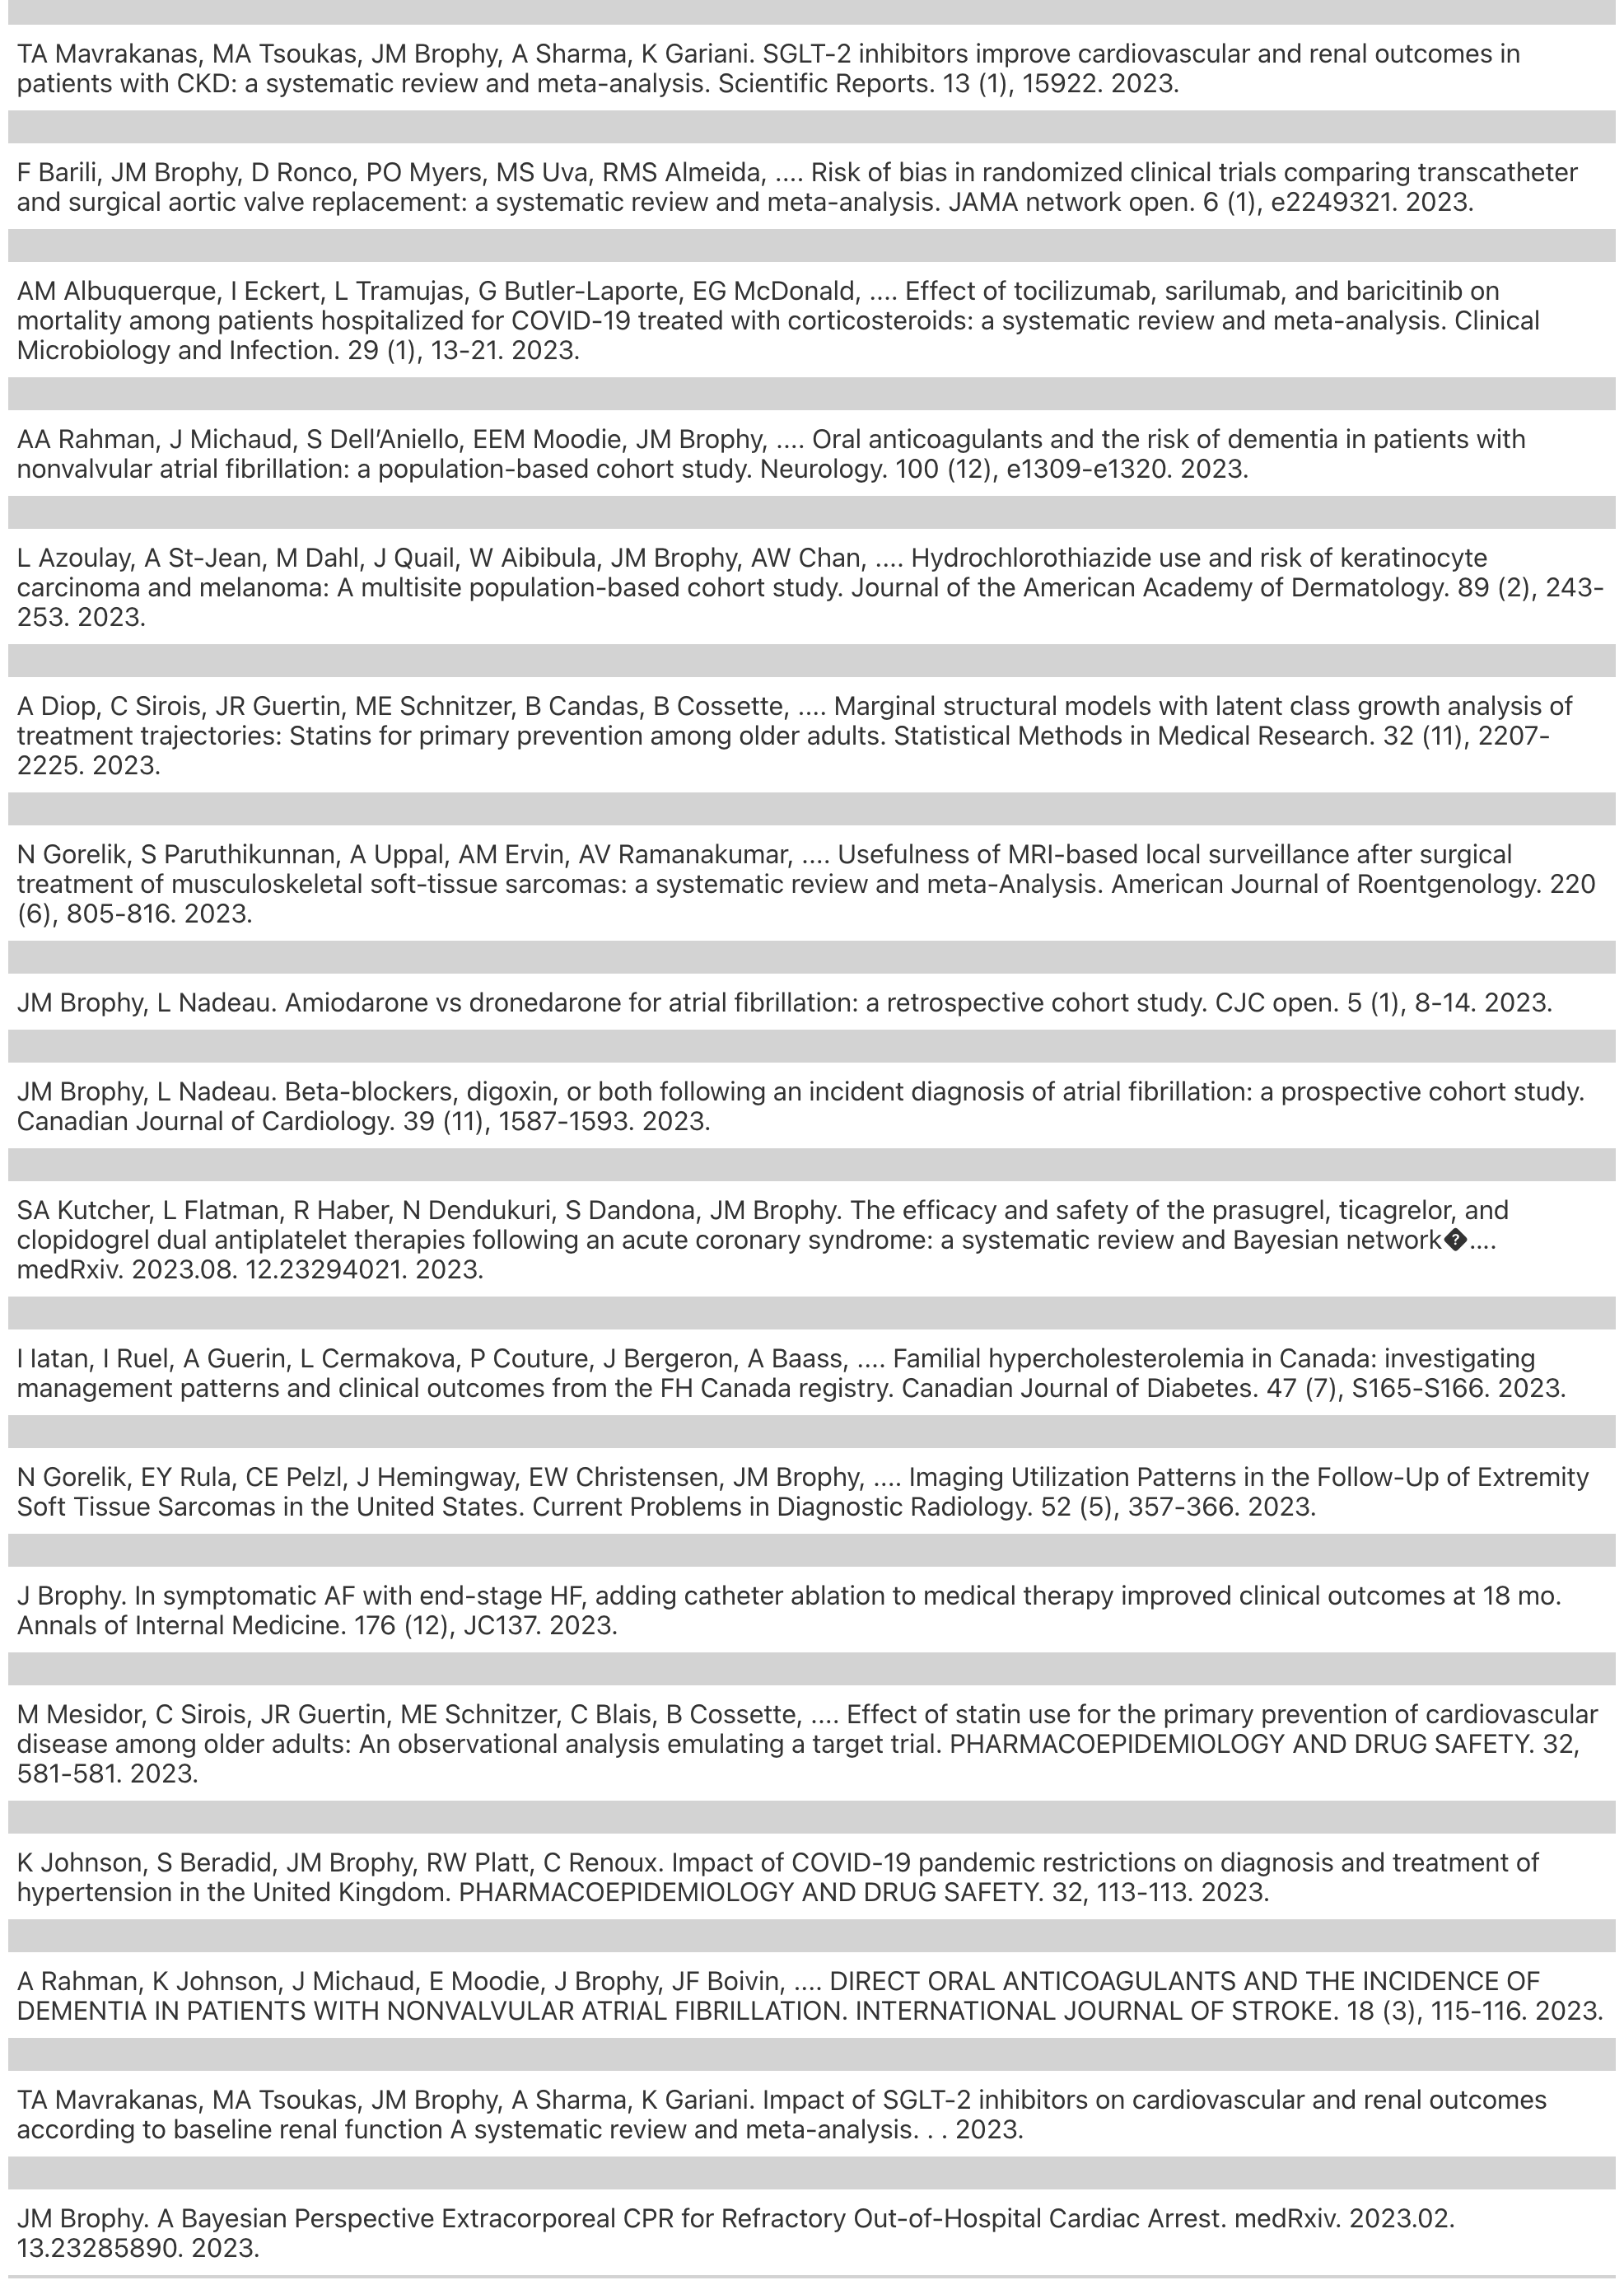 TA Mavrakanas, MA Tsoukas, JM Brophy, A Sharma, K Gariani. SGLT-2 inhibitors improve cardiovascular and renal outcomes in
patients with CKD: a systematic review and meta-analysis. Scientific Reports. 13 (1), 15922. 2023.
F Barili, JM Brophy, D Ronco, PO Myers, MS Uva, RMS Almeida, .... Risk of bias in randomized clinical trials comparing transcatheter
and surgical aortic valve replacement: a systematic review and meta-analysis. JAMA network open. 6 (1), e2249321. 2023.
AM Albuquerque, I Eckert, L Tramujas, G Butler-Laporte, EG McDonald, .... Effect of tocilizumab, sarilumab, and baricitinib on
mortality among patients hospitalized for COVID-19 treated with corticosteroids: a systematic review and meta-analysis. Clinical
Microbiology and Infection. 29 (1), 13-21. 2023.
AA Rahman, J Michaud, S Dell’Aniello, EEM Moodie, JM Brophy, .... Oral anticoagulants and the risk of dementia in patients with
nonvalvular atrial fibrillation: a population-based cohort study. Neurology. 100 (12), e1309-e1320. 2023.
L Azoulay, A St-Jean, M Dahl, J Quail, W Aibibula, JM Brophy, AW Chan, .... Hydrochlorothiazide use and risk of keratinocyte
carcinoma and melanoma: A multisite population-based cohort study. Journal of the American Academy of Dermatology. 89 (2), 243-
253. 2023.
A Diop, C Sirois, JR Guertin, ME Schnitzer, B Candas, B Cossette, .... Marginal structural models with latent class growth analysis of
treatment trajectories: Statins for primary prevention among older adults. Statistical Methods in Medical Research. 32 (11), 2207-
2225. 2023.
N Gorelik, S Paruthikunnan, A Uppal, AM Ervin, AV Ramanakumar, .... Usefulness of MRI-based local surveillance after surgical
treatment of musculoskeletal soft-tissue sarcomas: a systematic review and meta-Analysis. American Journal of Roentgenology. 220
(6), 805-816. 2023.
JM Brophy, L Nadeau. Amiodarone vs dronedarone for atrial fibrillation: a retrospective cohort study. CJC open. 5 (1), 8-14. 2023.
JM Brophy, L Nadeau. Beta-blockers, digoxin, or both following an incident diagnosis of atrial fibrillation: a prospective cohort study.
Canadian Journal of Cardiology. 39 (11), 1587-1593. 2023.
SA Kutcher, L Flatman, R Haber, N Dendukuri, S Dandona, JM Brophy. The efficacy and safety of the prasugrel, ticagrelor, and
clopidogrel dual antiplatelet therapies following an acute coronary syndrome: a systematic review and Bayesian network�....
medRxiv. 2023.08. 12.23294021. 2023.
I Iatan, I Ruel, A Guerin, L Cermakova, P Couture, J Bergeron, A Baass, .... Familial hypercholesterolemia in Canada: investigating
management patterns and clinical outcomes from the FH Canada registry. Canadian Journal of Diabetes. 47 (7), S165-S166. 2023.
N Gorelik, EY Rula, CE Pelzl, J Hemingway, EW Christensen, JM Brophy, .... Imaging Utilization Patterns in the Follow-Up of Extremity
Soft Tissue Sarcomas in the United States. Current Problems in Diagnostic Radiology. 52 (5), 357-366. 2023.
J Brophy. In symptomatic AF with end-stage HF, adding catheter ablation to medical therapy improved clinical outcomes at 18 mo.
Annals of Internal Medicine. 176 (12), JC137. 2023.
M Mesidor, C Sirois, JR Guertin, ME Schnitzer, C Blais, B Cossette, .... Effect of statin use for the primary prevention of cardiovascular
disease among older adults: An observational analysis emulating a target trial. PHARMACOEPIDEMIOLOGY AND DRUG SAFETY. 32,
581-581. 2023.
K Johnson, S Beradid, JM Brophy, RW Platt, C Renoux. Impact of COVID-19 pandemic restrictions on diagnosis and treatment of
hypertension in the United Kingdom. PHARMACOEPIDEMIOLOGY AND DRUG SAFETY. 32, 113-113. 2023.
A Rahman, K Johnson, J Michaud, E Moodie, J Brophy, JF Boivin, .... DIRECT ORAL ANTICOAGULANTS AND THE INCIDENCE OF
DEMENTIA IN PATIENTS WITH NONVALVULAR ATRIAL FIBRILLATION. INTERNATIONAL JOURNAL OF STROKE. 18 (3), 115-116. 2023.
TA Mavrakanas, MA Tsoukas, JM Brophy, A Sharma, K Gariani. Impact of SGLT-2 inhibitors on cardiovascular and renal outcomes
according to baseline renal function A systematic review and meta-analysis. . . 2023.
JM Brophy. A Bayesian Perspective Extracorporeal CPR for Refractory Out-of-Hospital Cardiac Arrest. medRxiv. 2023.02.
13.23285890. 2023.